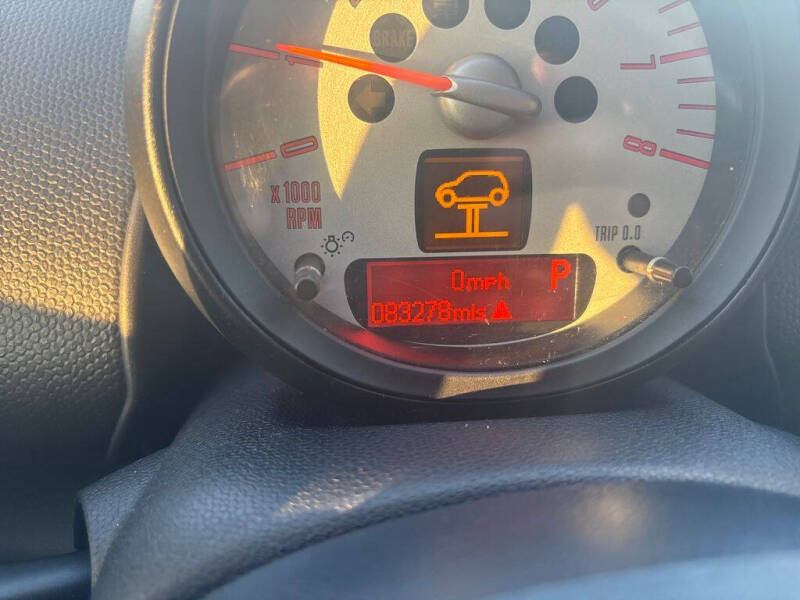 BRAKE
1
7
0
8
x 1000
RPM
TRIP 0.0
0mph P
083278mls